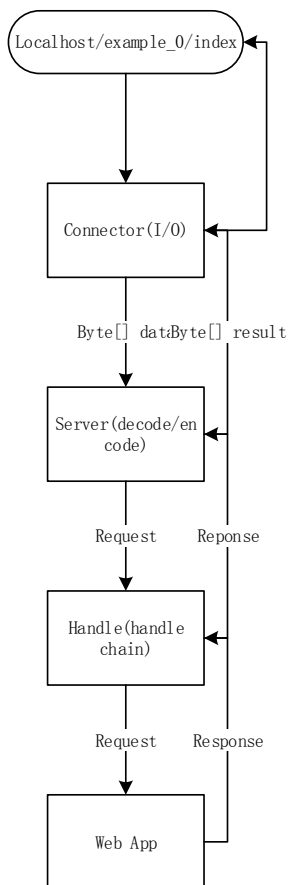 Localhost/example_0/index
Connector(I/O)
Byte[] data
Byte[] result
Server(decode/en
code)
Request
Reponse
Handle(handle
chain)
Request
Response
Web App